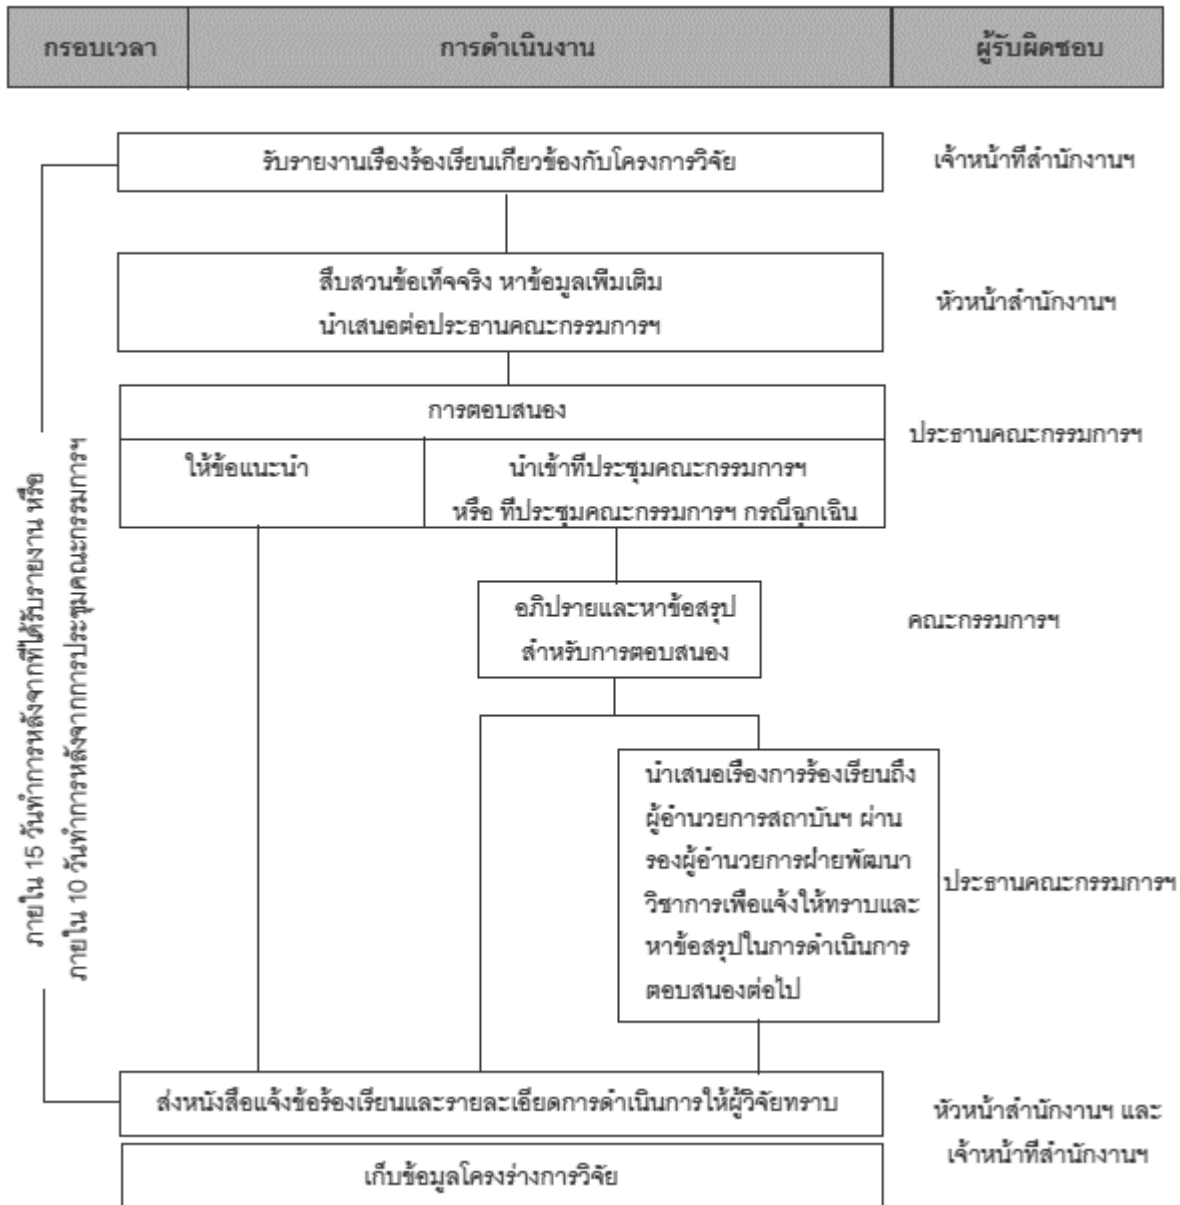 กรอบเวลา
การดำเนินงาน
ผู้รับผิดชอบ
รับรายงานเรื่องร้องเรียนเกี่ยวข้องกับโครงการวิจัย
เจ้าหน้าที่สำนักงานฯ
สืบสวนข้อเท็จจริง หาข้อมูลเพิ่มเติม
นำเสนอต่อประธานคณะกรรมการฯ
หัวหน้าสำนักงานฯ
การตอบสนอง
ประธานคณะกรรมการฯ
ให้ข้อแนะนำ
นำเข้าที่ประชุมคณะกรรมการฯ
หรือ ที่ประชุมคณะกรรมการฯ กรณีฉุกเฉิน
ภายใน 15 วันทำการหลังจากที่ได้รับรายงาน หรือ
ภายใน 10 วันทำการหลังจากการประชุมคณะกรรมการฯ
อภิปรายและหาข้อสรุป
สำหรับการตอบสนอง
คณะกรรมการฯ
นำเสนอเรื่องการร้องเรียนถึง
ผู้อำนวยการสถาบันฯ ผ่าน
รองผู้อำนวยการฝ่ายพัฒนา
วิชาการเพื่อแจ้งให้ทราบและ
หาข้อสรุปในการดำเนินการ
ตอบสนองต่อไป
ประธานคณะกรรมการฯ
ส่งหนังสือแจ้งข้อร้องเรียนและรายละเอียดการดำเนินการให้ผู้วิจัยทราบ
หัวหน้าสำนักงานฯ และ
เจ้าหน้าที่สำนักงานฯ
เก็บข้อมูลโครงร่างการวิจัย